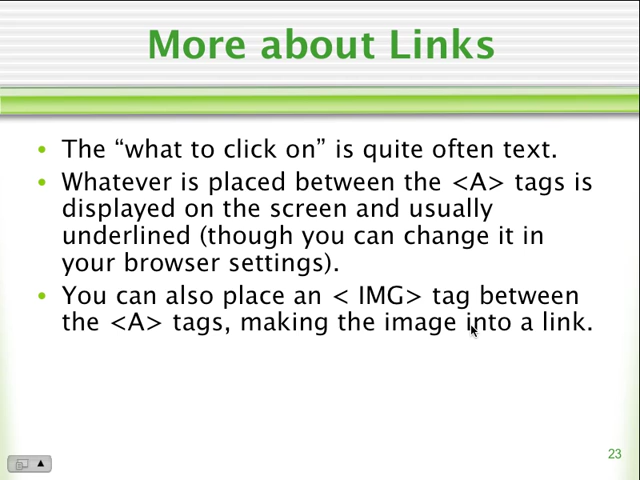 More about Links
• The “what to click on” is quite often text.
• Whatever is placed between the <A> tags is
displayed on the screen and usually
underlined (though you can change it in
your browser settings).
• You can also place an < IMG> tag between
the <A> tags, making the image into a link.
23